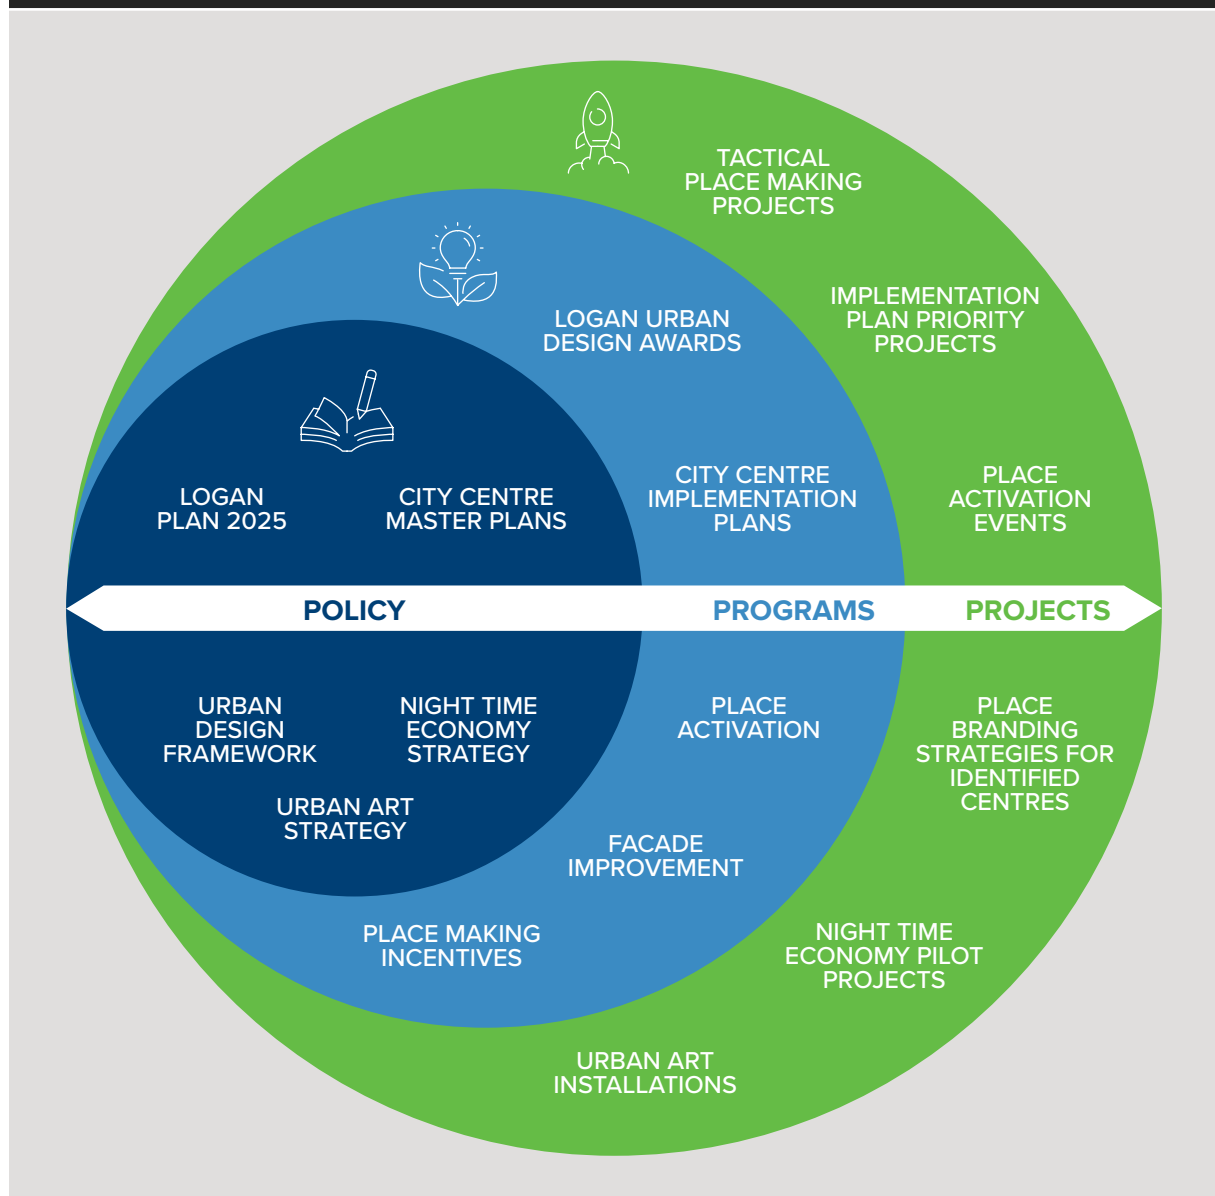 TACTICAL
PLACE MAKING
PROJECTS
IMPLEMENTATION
PLAN PRIORITY
PROJECTS
LOGAN URBAN
DESIGN AWARDS
CITY CENTRE
IMPLEMENTATION
PLANS
PLACE
ACTIVATION
EVENTS
LOGAN
PLAN 2025
CITY CENTRE
MASTER PLANS
POLICY
PROGRAMS
PROJECTS
URBAN
DESIGN
FRAMEWORK
NIGHT TIME
ECONOMY
STRATEGY
URBAN ART
STRATEGY
PLACE
ACTIVATION
PLACE
BRANDING
STRATEGIES FOR
IDENTIFIED
CENTRES
FACADE
IMPROVEMENT
PLACE MAKING
INCENTIVES
NIGHT TIME
ECONOMY PILOT
PROJECTS
URBAN ART
INSTALLATIONS